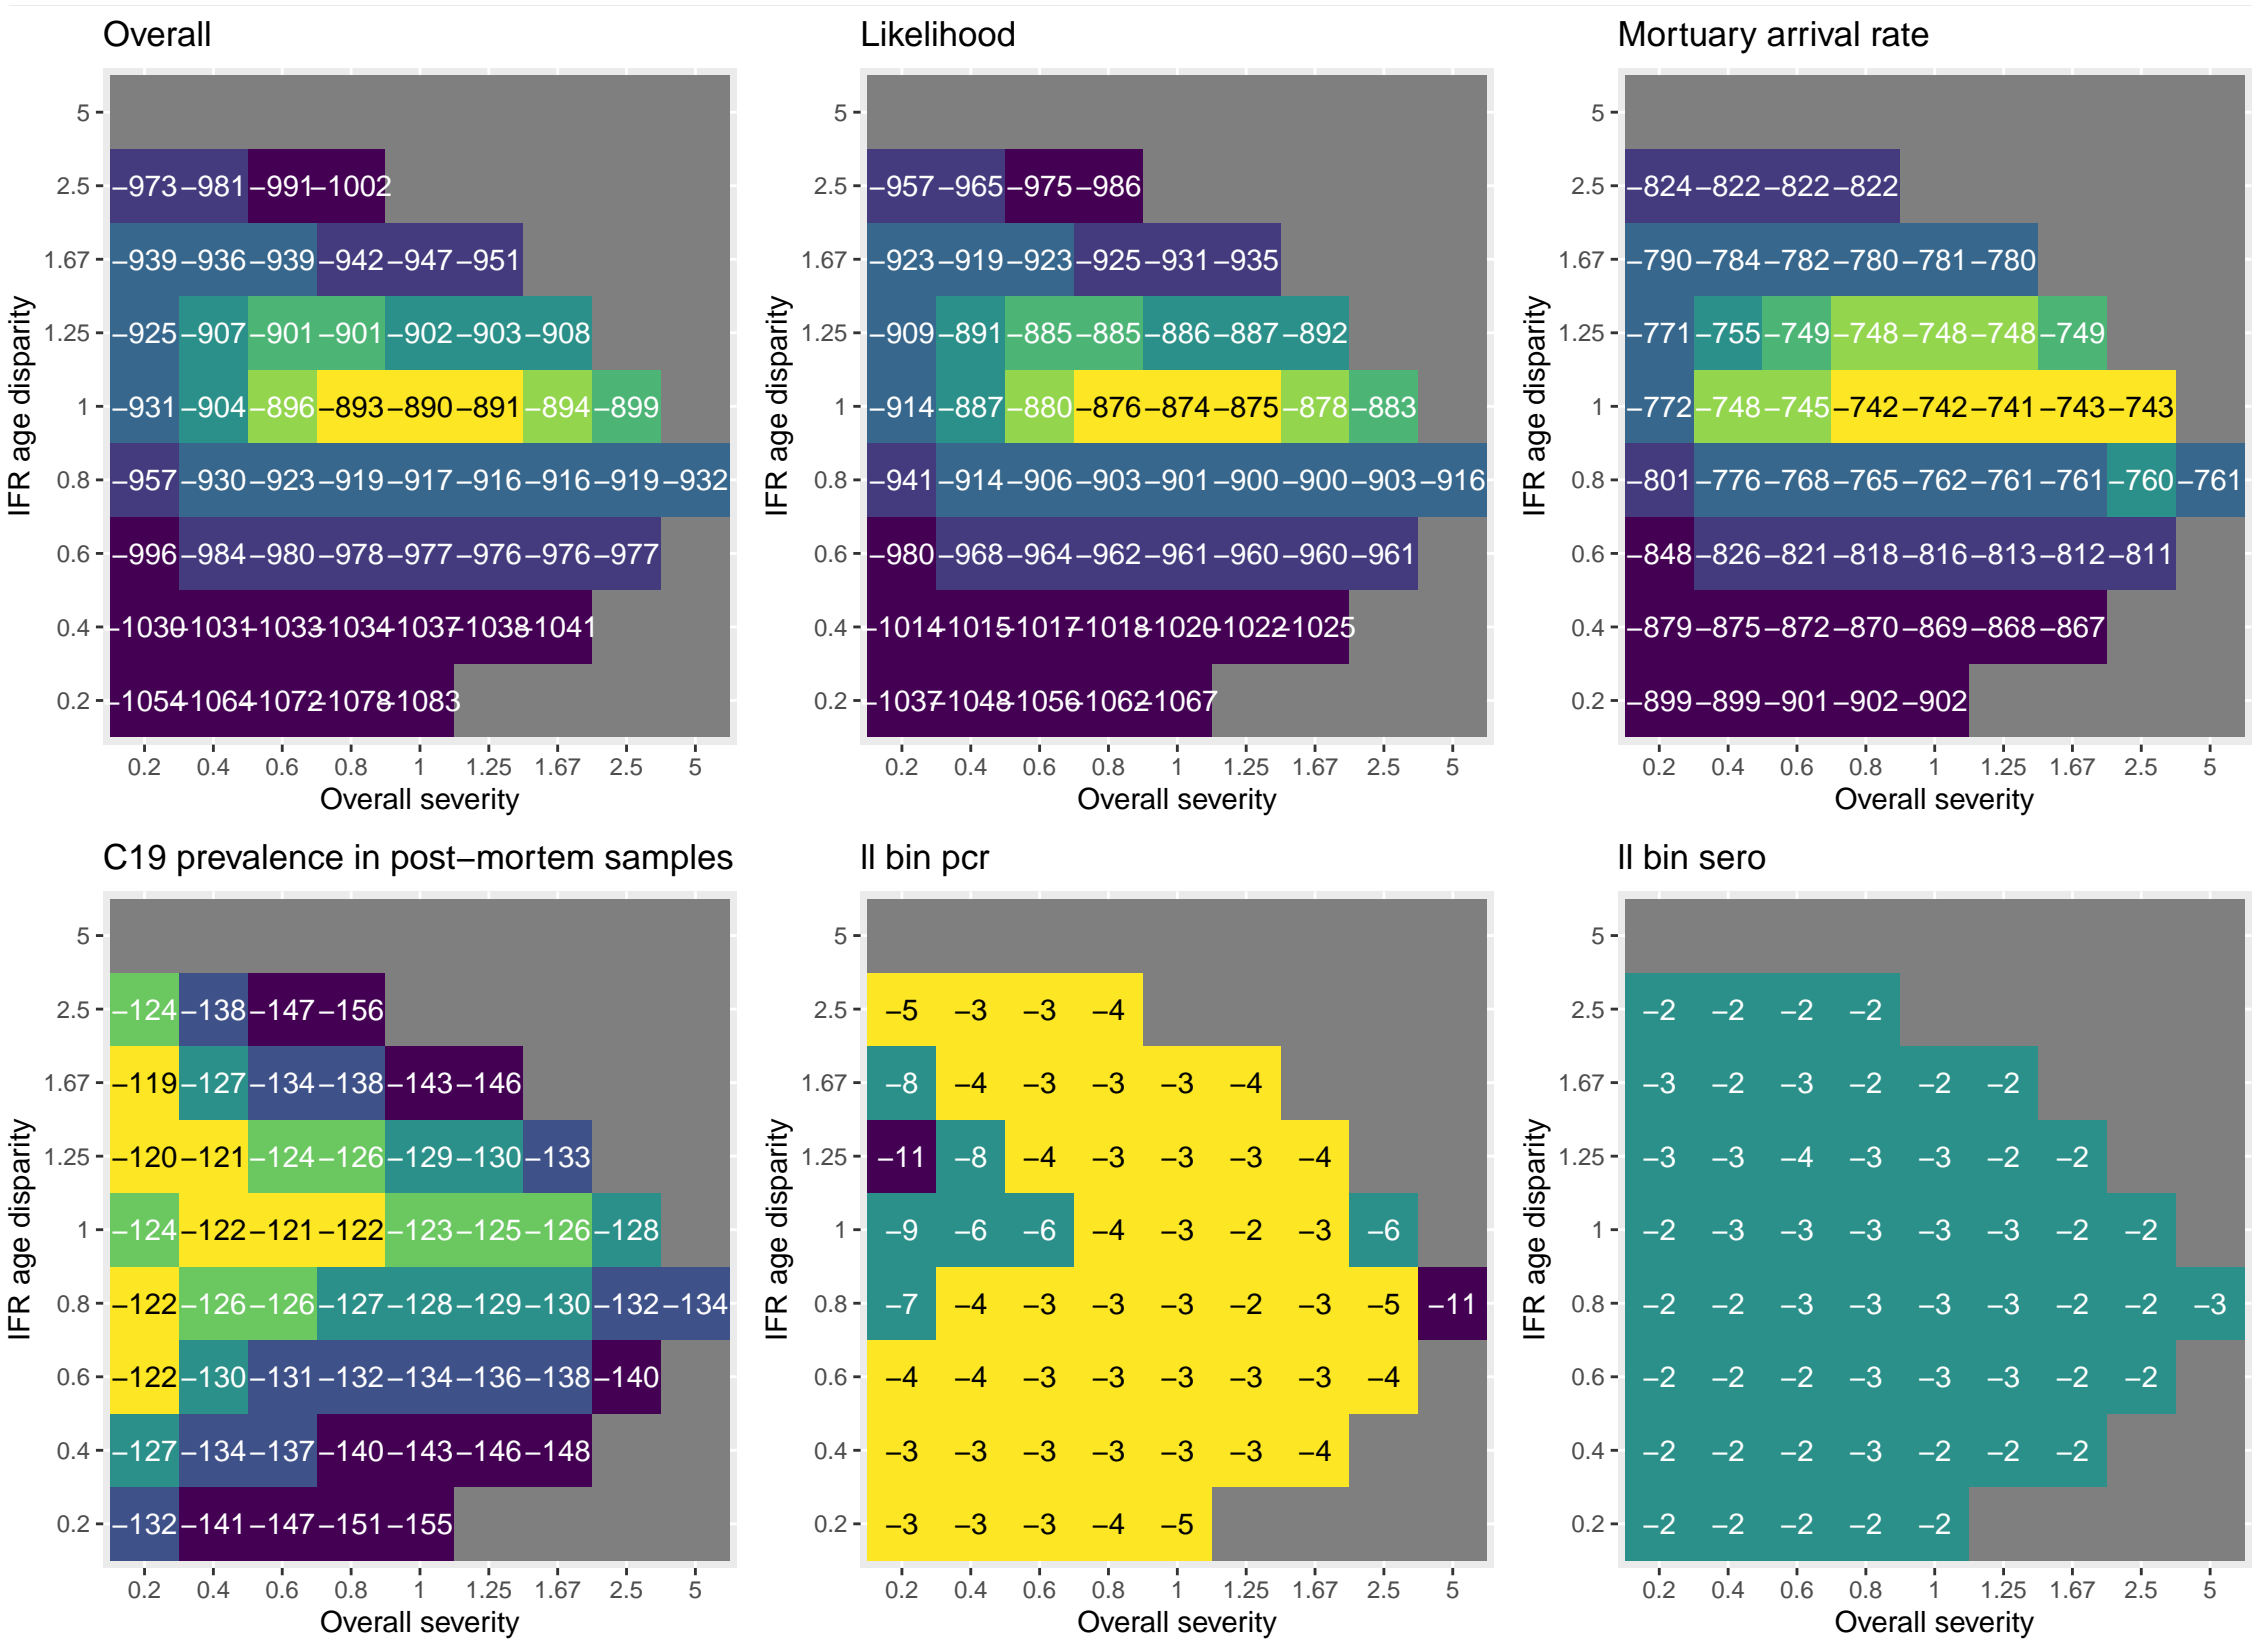 Overall
5
2.5 −973 −981 −991 −1002
1.67 −939 −936 −939 −942 −947 −951
1.25 −925 −907 −901 −901 −902 −903 −908
1 −931 −904 −896 −893 −890 −891 −894 −899
0.8 −957 −930 −923 −919 −917 −916 −916 −919 −932
0.6 −996 −984 −980 −978 −977 −976 −976 −977
0.4 −1030 −1031 −1033 −1034 −1037 −1038 −1041
0.2 −1054 −1064 −1072 −1078 −1083
0.2 0.4 0.6 0.8 1 1.25 1.67 2.5 5
Overall severity
IFR age disparity
Likelihood
5
2.5 −957 −965 −975 −986
1.67 −923 −919 −923 −925 −931 −935
1.25 −909 −891 −885 −885 −886 −887 −892
1 −914 −887 −880 −876 −874 −875 −878 −883
0.8 −941 −914 −906 −903 −901 −900 −900 −903 −916
0.6 −980 −968 −964 −962 −961 −960 −960 −961
0.4 −1014 −1015 −1017 −1018 −1020 −1022 −1025
0.2 −1037 −1048 −1056 −1062 −1067
0.2 0.4 0.6 0.8 1 1.25 1.67 2.5 5
Overall severity
IFR age disparity
Mortuary arrival rate
5
2.5 −824 −822 −822 −822
1.67 −790 −784 −782 −780 −781 −780
1.25 −771 −755 −749 −748 −748 −748 −749
1 −772 −748 −745 −742 −742 −741 −743 −743
0.8 −801 −776 −768 −765 −762 −761 −761 −760 −761
0.6 −848 −826 −821 −818 −816 −813 −812 −811
0.4 −879 −875 −872 −870 −869 −868 −867
0.2 −899 −899 −901 −902 −902
0.2 0.4 0.6 0.8 1 1.25 1.67 2.5 5
Overall severity
IFR age disparity
C19 prevalence in post−mortem samples
5
2.5 −124 −138 −147 −156
1.67 −119 −127 −134 −138 −143 −146
1.25 −120 −121 −124 −126 −129 −130 −133
1 −124 −122 −121 −122 −123 −125 −126 −128
0.8 −122 −126 −126 −127 −128 −129 −130 −132 −134
0.6 −122 −130 −131 −132 −134 −136 −138 −140
0.4 −127 −134 −137 −140 −143 −146 −148
0.2 −132 −141 −147 −151 −155
0.2 0.4 0.6 0.8 1 1.25 1.67 2.5 5
Overall severity
IFR age disparity
ll bin pcr
5
2.5 −5 −3 −3 −4
1.67 −8 −4 −3 −3 −3 −4
1.25 −11 −8 −4 −3 −3 −3 −4
1 −9 −6 −6 −4 −3 −2 −3 −6
0.8 −7 −4 −3 −3 −3 −2 −3 −5 −11
0.6 −4 −4 −3 −3 −3 −3 −3 −4
0.4 −3 −3 −3 −3 −3 −3 −4
0.2 −3 −3 −3 −4 −5
0.2 0.4 0.6 0.8 1 1.25 1.67 2.5 5
Overall severity
IFR age disparity
ll bin sero
5
2.5 −2 −2 −2 −2
1.67 −3 −2 −3 −2 −2 −2
1.25 −3 −3 −4 −3 −3 −2 −2
1 −2 −3 −3 −3 −3 −3 −2 −2
0.8 −2 −2 −3 −3 −3 −3 −2 −2 −3
0.6 −2 −2 −2 −3 −3 −3 −2 −2
0.4 −2 −2 −2 −3 −2 −2 −2
0.2 −2 −2 −2 −2 −2
0.2 0.4 0.6 0.8 1 1.25 1.67 2.5 5
Overall severity
IFR age disparity